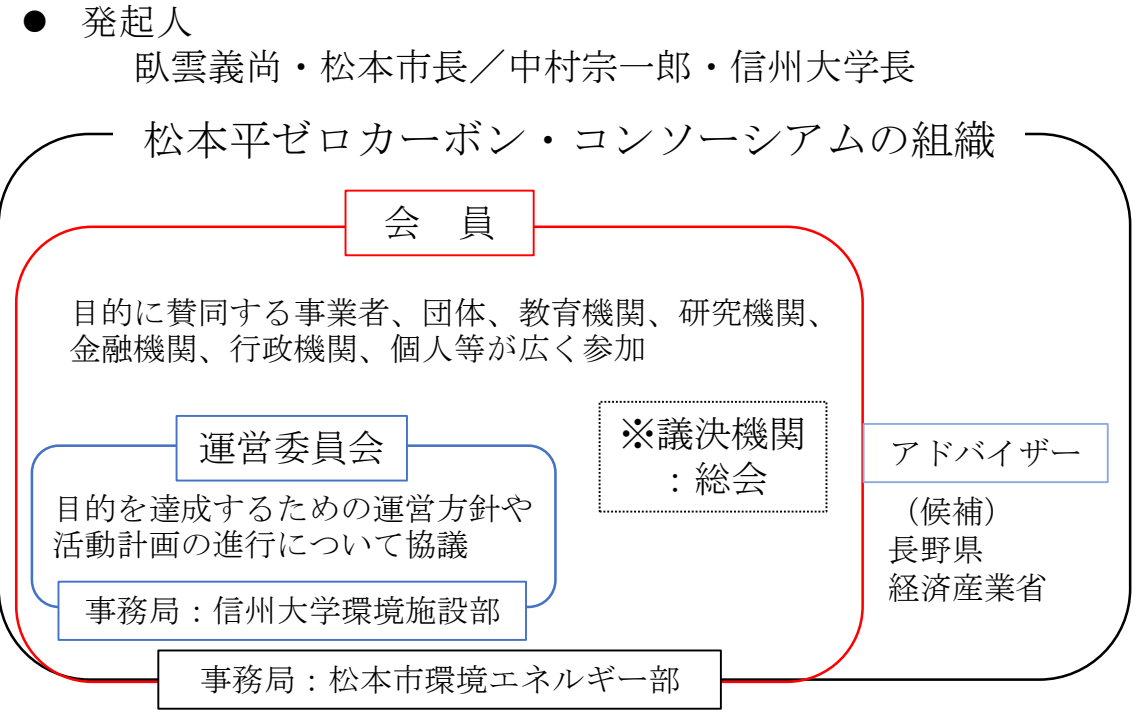 ● 発起人
臥雲義尚・松本市長／中村宗一郎・信州大学長
松本平ゼロカーボン・コンソーシアムの組織
会　員
目的に賛同する事業者、団体、教育機関、研究機関、
金融機関、行政機関、個人等が広く参加
※議決機関
：総会
運営委員会
目的を達成するための運営方針や
活動計画の進行について協議
事務局：信州大学環境施設部
アドバイザー
（候補）
長野県
経済産業省
事務局：松本市環境エネルギー部